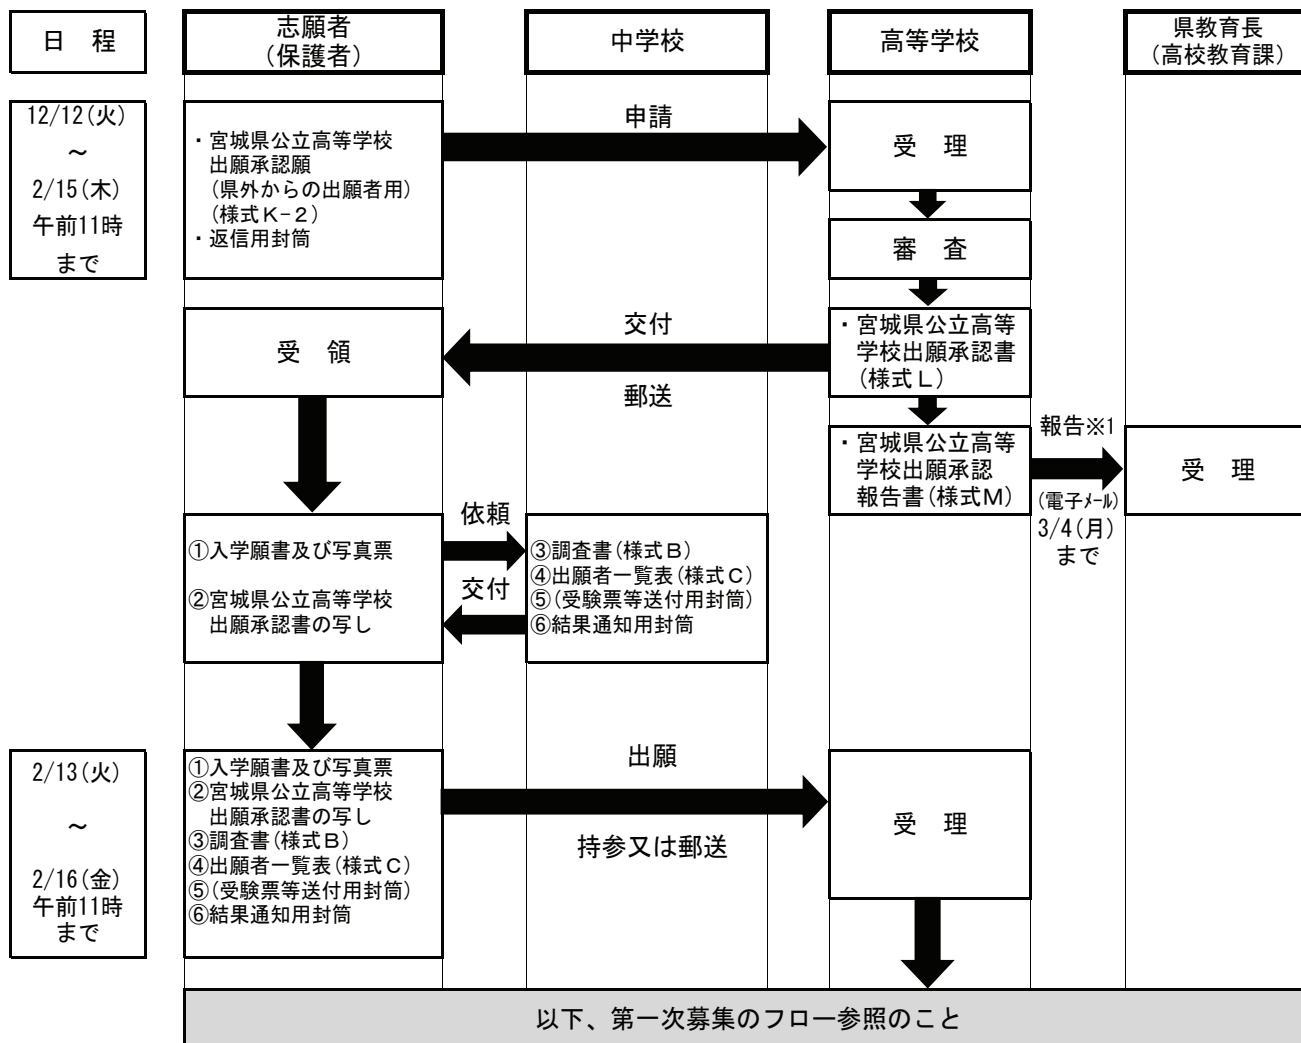 日　程
志願者
（保護者）
中学校
高等学校
県教育長
（高校教育課）
12/12(火)
～
2/15(木)
午前11時
まで
・宮城県公立高等学校
出願承認願
(県外からの出願者用)
(様式Ｋ-２)
・返信用封筒
申請
受　理
審　査
交付
郵送
受　領
・宮城県公立高等
学校出願承認書
(様式Ｌ)
・宮城県公立高等
学校出願承認
報告書(様式Ｍ)
報告※1
(電子ﾒｰﾙ)
3/4(月)
まで
受　理
①入学願書及び写真票
②宮城県公立高等学校
出願承認書の写し
依頼
交付
③調査書(様式Ｂ)
④出願者一覧表(様式Ｃ)
⑤(受験票等送付用封筒)
⑥結果通知用封筒
2/13(火)
～
2/16(金)
午前11時
まで
①入学願書及び写真票
②宮城県公立高等学校
出願承認書の写し
③調査書(様式Ｂ)
④出願者一覧表(様式Ｃ)
⑤(受験票等送付用封筒)
⑥結果通知用封筒
出願
持参又は郵送
受　理
以下、第一次募集のフロー参照のこと